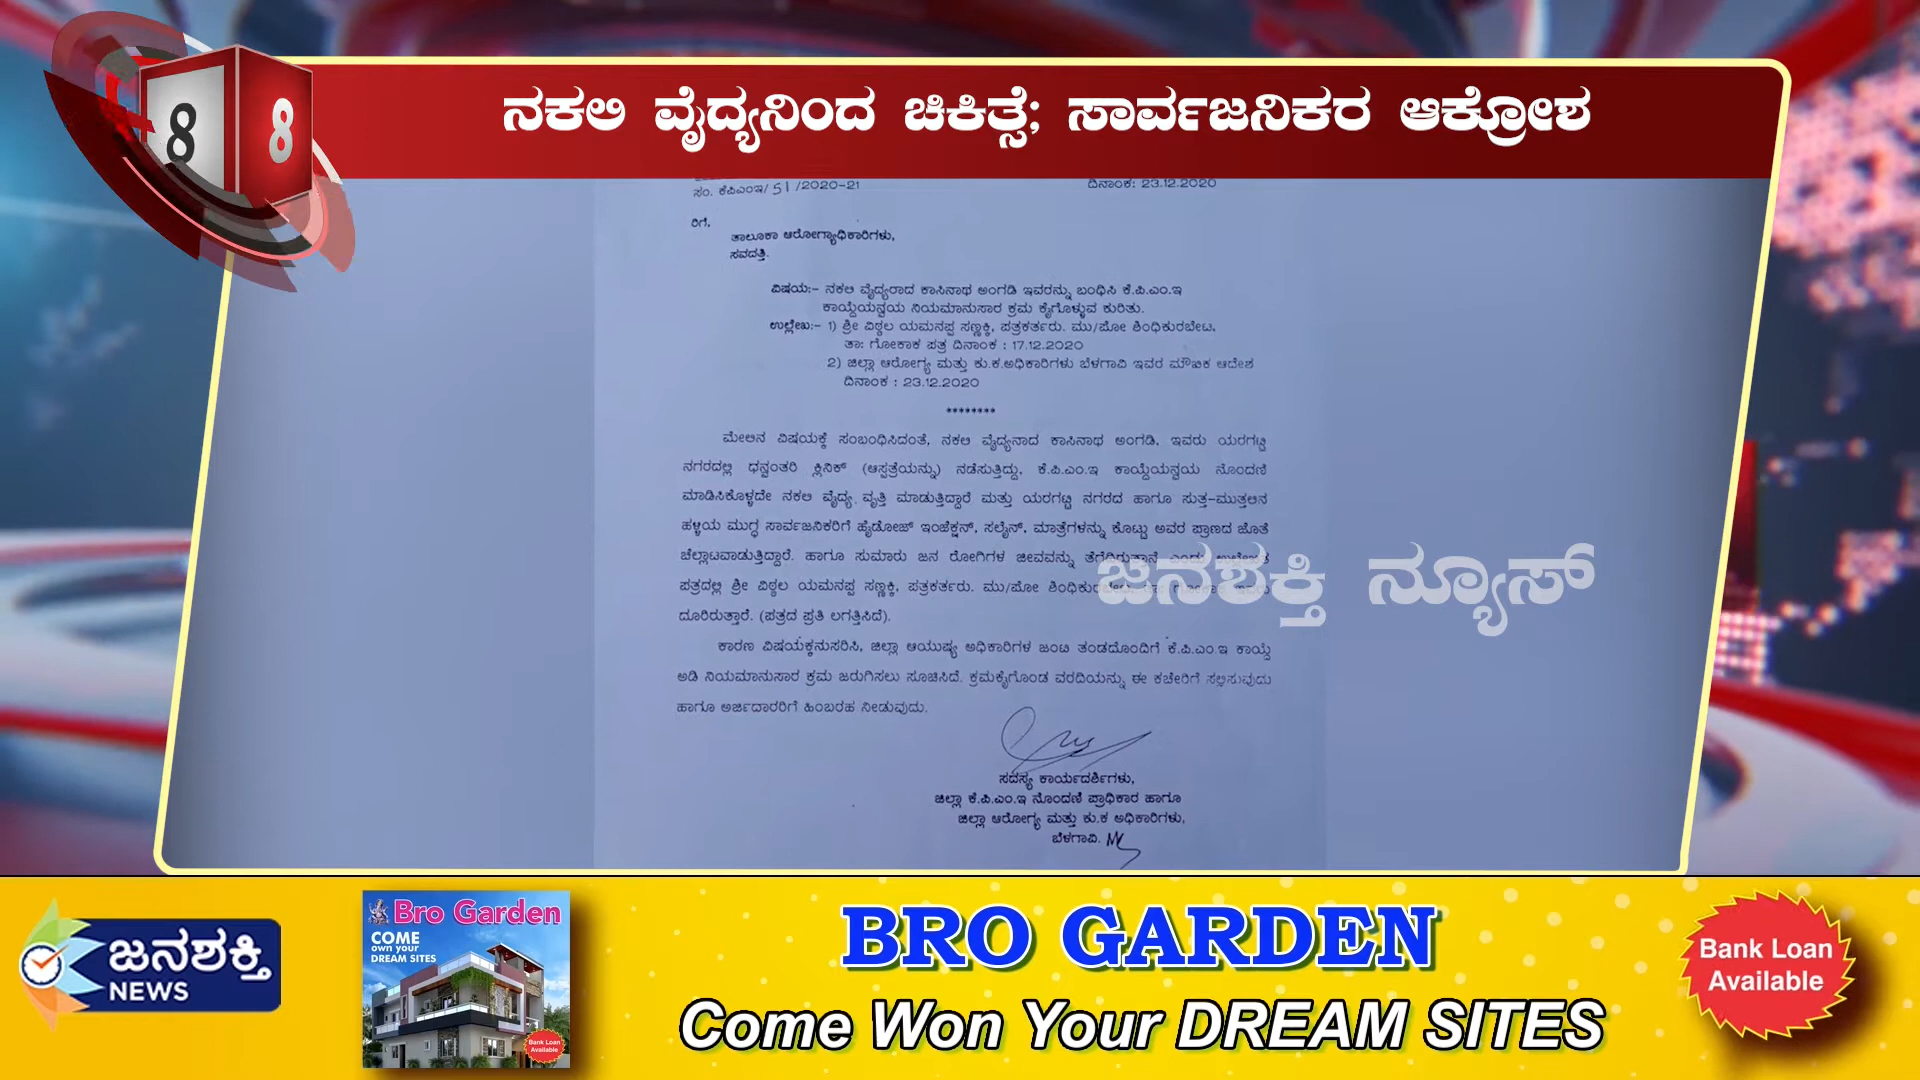 8 8
ನಕಲಿ ವೈದ್ಯನಿಂದ ಚಿಕಿತ್ಸೆ; ಸಾರ್ವಜನಿಕರ ಆಕ್ರೋಶ
ಸಂ. ಕೆಪಿಎಂಇ/ 51 /2020-21 ದಿನಾಂಕ: 23.12.2020
ರಿಗೆ,
ತಾಲೂಕಾ ಆರೋಗ್ಯಾಧಿಕಾರಿಗಳು,
ಸವದತ್ತಿ.
ವಿಷಯ:- ನಕಲಿ ವೈದ್ಯರಾದ ಕಾಸಿನಾಥ ಅಂಗಡಿ ಇವರನ್ನು ಬಂಧಿಸಿ ಕೆ.ಪಿ.ಎಂ.ಇ
ಕಾಯ್ದೆಯನ್ವಯ ನಿಯಮಾನುಸಾರ ಕ್ರಮ ಕೈಗೊಳ್ಳುವ ಕುರಿತು.
ಉಲ್ಲೇಖ:- 1) ಶ್ರೀ ವಿಠ್ಠಲ ಯಮನಪ್ಪ ಸಣ್ಣಕ್ಕಿ, ಪತ್ರಕರ್ತರು. ಮು/ಪೋ ಶಿಂಧಿಕುರಬೇಟ,
ತಾ: ಗೋಕಾಕ ಪತ್ರ ದಿನಾಂಕ : 17.12.2020
2) ಜಿಲ್ಲಾ ಆರೋಗ್ಯ ಮತ್ತು ಕು.ಕ.ಅಧಿಕಾರಿಗಳು ಬೆಳಗಾವಿ ಇವರ ಮೌಖಿಕ ಆದೇಶ
ದಿನಾಂಕ : 23.12.2020
********
ಮೇಲಿನ ವಿಷಯಕ್ಕೆ ಸಂಬಂಧಿಸಿದಂತೆ, ನಕಲಿ ವೈದ್ಯನಾದ ಕಾಸಿನಾಥ ಅಂಗಡಿ, ಇವರು ಯರಗಟ್ಟಿ
ನಗರದಲ್ಲಿ ಧನ್ವಂತರಿ ಕ್ಲಿನಿಕ್ (ಆಸ್ಪತ್ರೆಯನ್ನು) ನಡೆಸುತ್ತಿದ್ದು, ಕೆ.ಪಿ.ಎಂ.ಇ ಕಾಯ್ದೆಯನ್ವಯ ನೊಂದಣಿ
ಮಾಡಿಸಿಕೊಳ್ಳದೇ ನಕಲಿ ವೈದ್ಯ ವೃತ್ತಿ ಮಾಡುತ್ತಿದ್ದಾರೆ ಮತ್ತು ಯರಗಟ್ಟಿ ನಗರದ ಹಾಗೂ ಸುತ್ತ-ಮುತ್ತಲಿನ
ಹಳ್ಳಿಯ ಮುಗ್ಧ ಸಾರ್ವಜನಿಕರಿಗೆ ಹೈಡೋಜ್ ಇಂಜೆಕ್ಷನ್, ಸಲೈನ್, ಮಾತ್ರೆಗಳನ್ನು ಕೊಟ್ಟು ಅವರ ಪ್ರಾಣದ ಜೊತೆ
ಚೆಲ್ಲಾಟವಾಡುತ್ತಿದ್ದಾರೆ. ಹಾಗೂ ಸುಮಾರು ಜನ ರೋಗಿಗಳ ಜೀವವನ್ನು ತೆಗೆದಿರುತ್ತಾನೆ ಎಂದು ಉಲ್ಲೇಖಿತ
ಪತ್ರದಲ್ಲಿ ಶ್ರೀ ವಿಠ್ಠಲ ಯಮನಪ್ಪ ಸಣ್ಣಕ್ಕಿ, ಪತ್ರಕರ್ತರು. ಮು/ಪೋ
ಜನಶಕ್ತಿ ನ್ಯೂಸ್
ದೂರಿರುತ್ತಾರೆ. (ಪತ್ರದ ಪ್ರತಿ ಲಗತ್ತಿಸಿದೆ).
ಕಾರಣ ವಿಷಯಕ್ಕನುಸರಿಸಿ, ಜಿಲ್ಲಾ ಆಯುಷ್ಯ ಅಧಿಕಾರಿಗಳ ಜಂಟಿ ತಂಡದೊಂದಿಗೆ ಕೆ.ಪಿ.ಎಂ.ಇ ಕಾಯ್ದೆ
ಅಡಿ ನಿಯಮಾನುಸಾರ ಕ್ರಮ ಜರುಗಿಸಲು ಸೂಚಿಸಿದೆ. ಕ್ರಮಕೈಗೊಂಡ ವರದಿಯನ್ನು ಈ ಕಚೇರಿಗೆ ಸಲ್ಲಿಸುವುದು
ಹಾಗೂ ಅರ್ಜಿದಾರರಿಗೆ ಹಿಂಬರಹ ನೀಡುವುದು.
ಸದಸ್ಯ ಕಾರ್ಯದರ್ಶಿಗಳು,
ಜಿಲ್ಲಾ ಕೆ.ಪಿ.ಎಂ.ಇ ನೊಂದಣಿ ಪ್ರಾಧಿಕಾರ ಹಾಗೂ
ಜಿಲ್ಲಾ ಆರೋಗ್ಯ ಮತ್ತು ಕು.ಕ ಅಧಿಕಾರಿಗಳು,
ಬೆಳಗಾವಿ.
ಜನಶಕ್ತಿ
NEWS
Bro Garden
COME
own your
DREAM SITES
Bank Loan
Available
BRO GARDEN
Come Won Your DREAM SITES
Bank Loan
Available